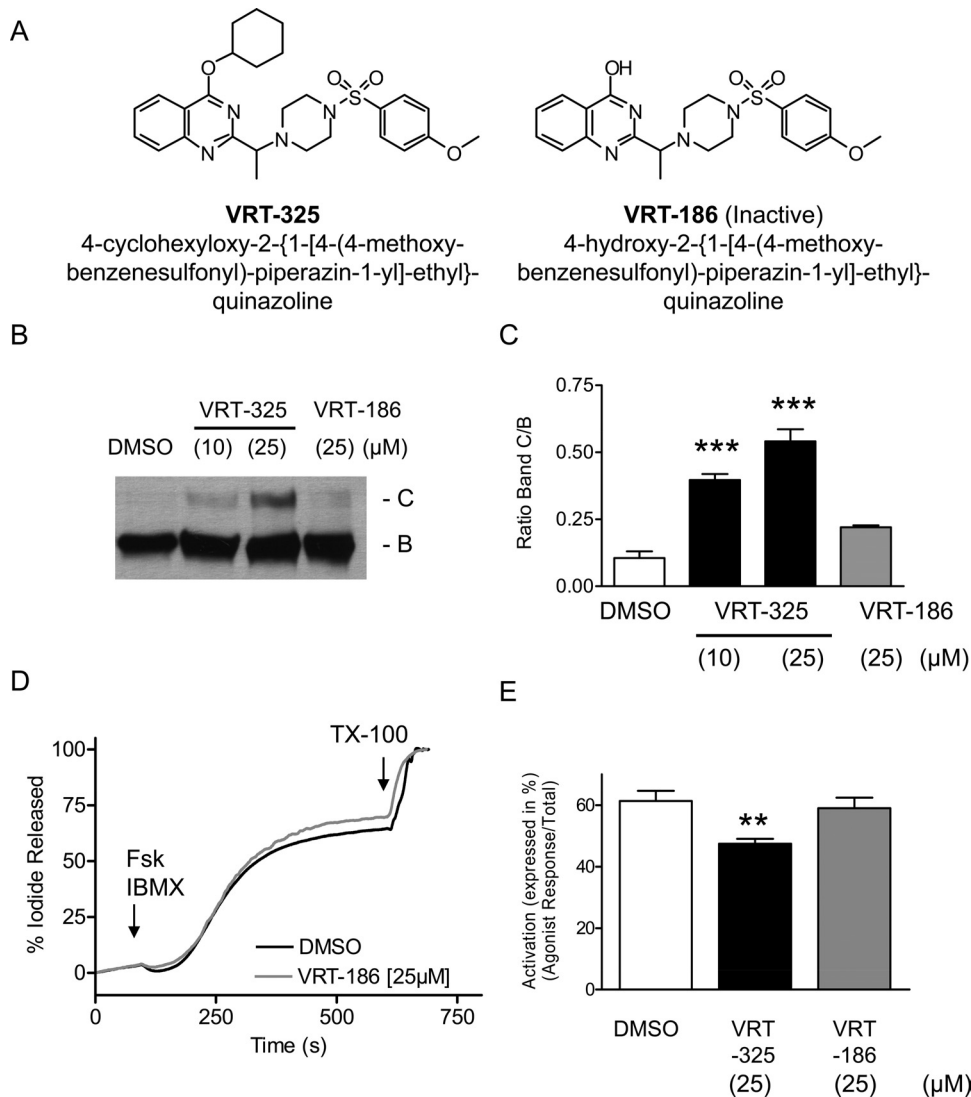 A
O
N
N
N
N
S
O
O
O
VRT-325
4-cyclohexyloxy-2-{1-[4-(4-methoxy-
benzenesulfonyl)-piperazin-1-yl]-ethyl}-
quinazoline
OH
N
N
N
N
S
O
O
O
VRT-186 (Inactive)
4-hydroxy-2-{1-[4-(4-methoxy-
benzenesulfonyl)-piperazin-1-yl]-ethyl}-
quinazoline
B
VRT-325 VRT-186
DMSO (10) (25) (25) (µM)
- C
- B
C
Ratio Band C/B
0.75
0.50
0.25
0.00
*** ***
DMSO VRT-325 VRT-186
(10) (25) (25) (µM)
D
% Iodide Released
100
75
50
25
0
Fsk
IBMX
TX-100
DMSO
VRT-186 [25µM]
0 250 500 750
Time (s)
E
Activation (expressed in %)
(Agonist Response/Total)
60
40
20
0
**
DMSO VRT VRT
-325 -186
(25) (25) (µM)